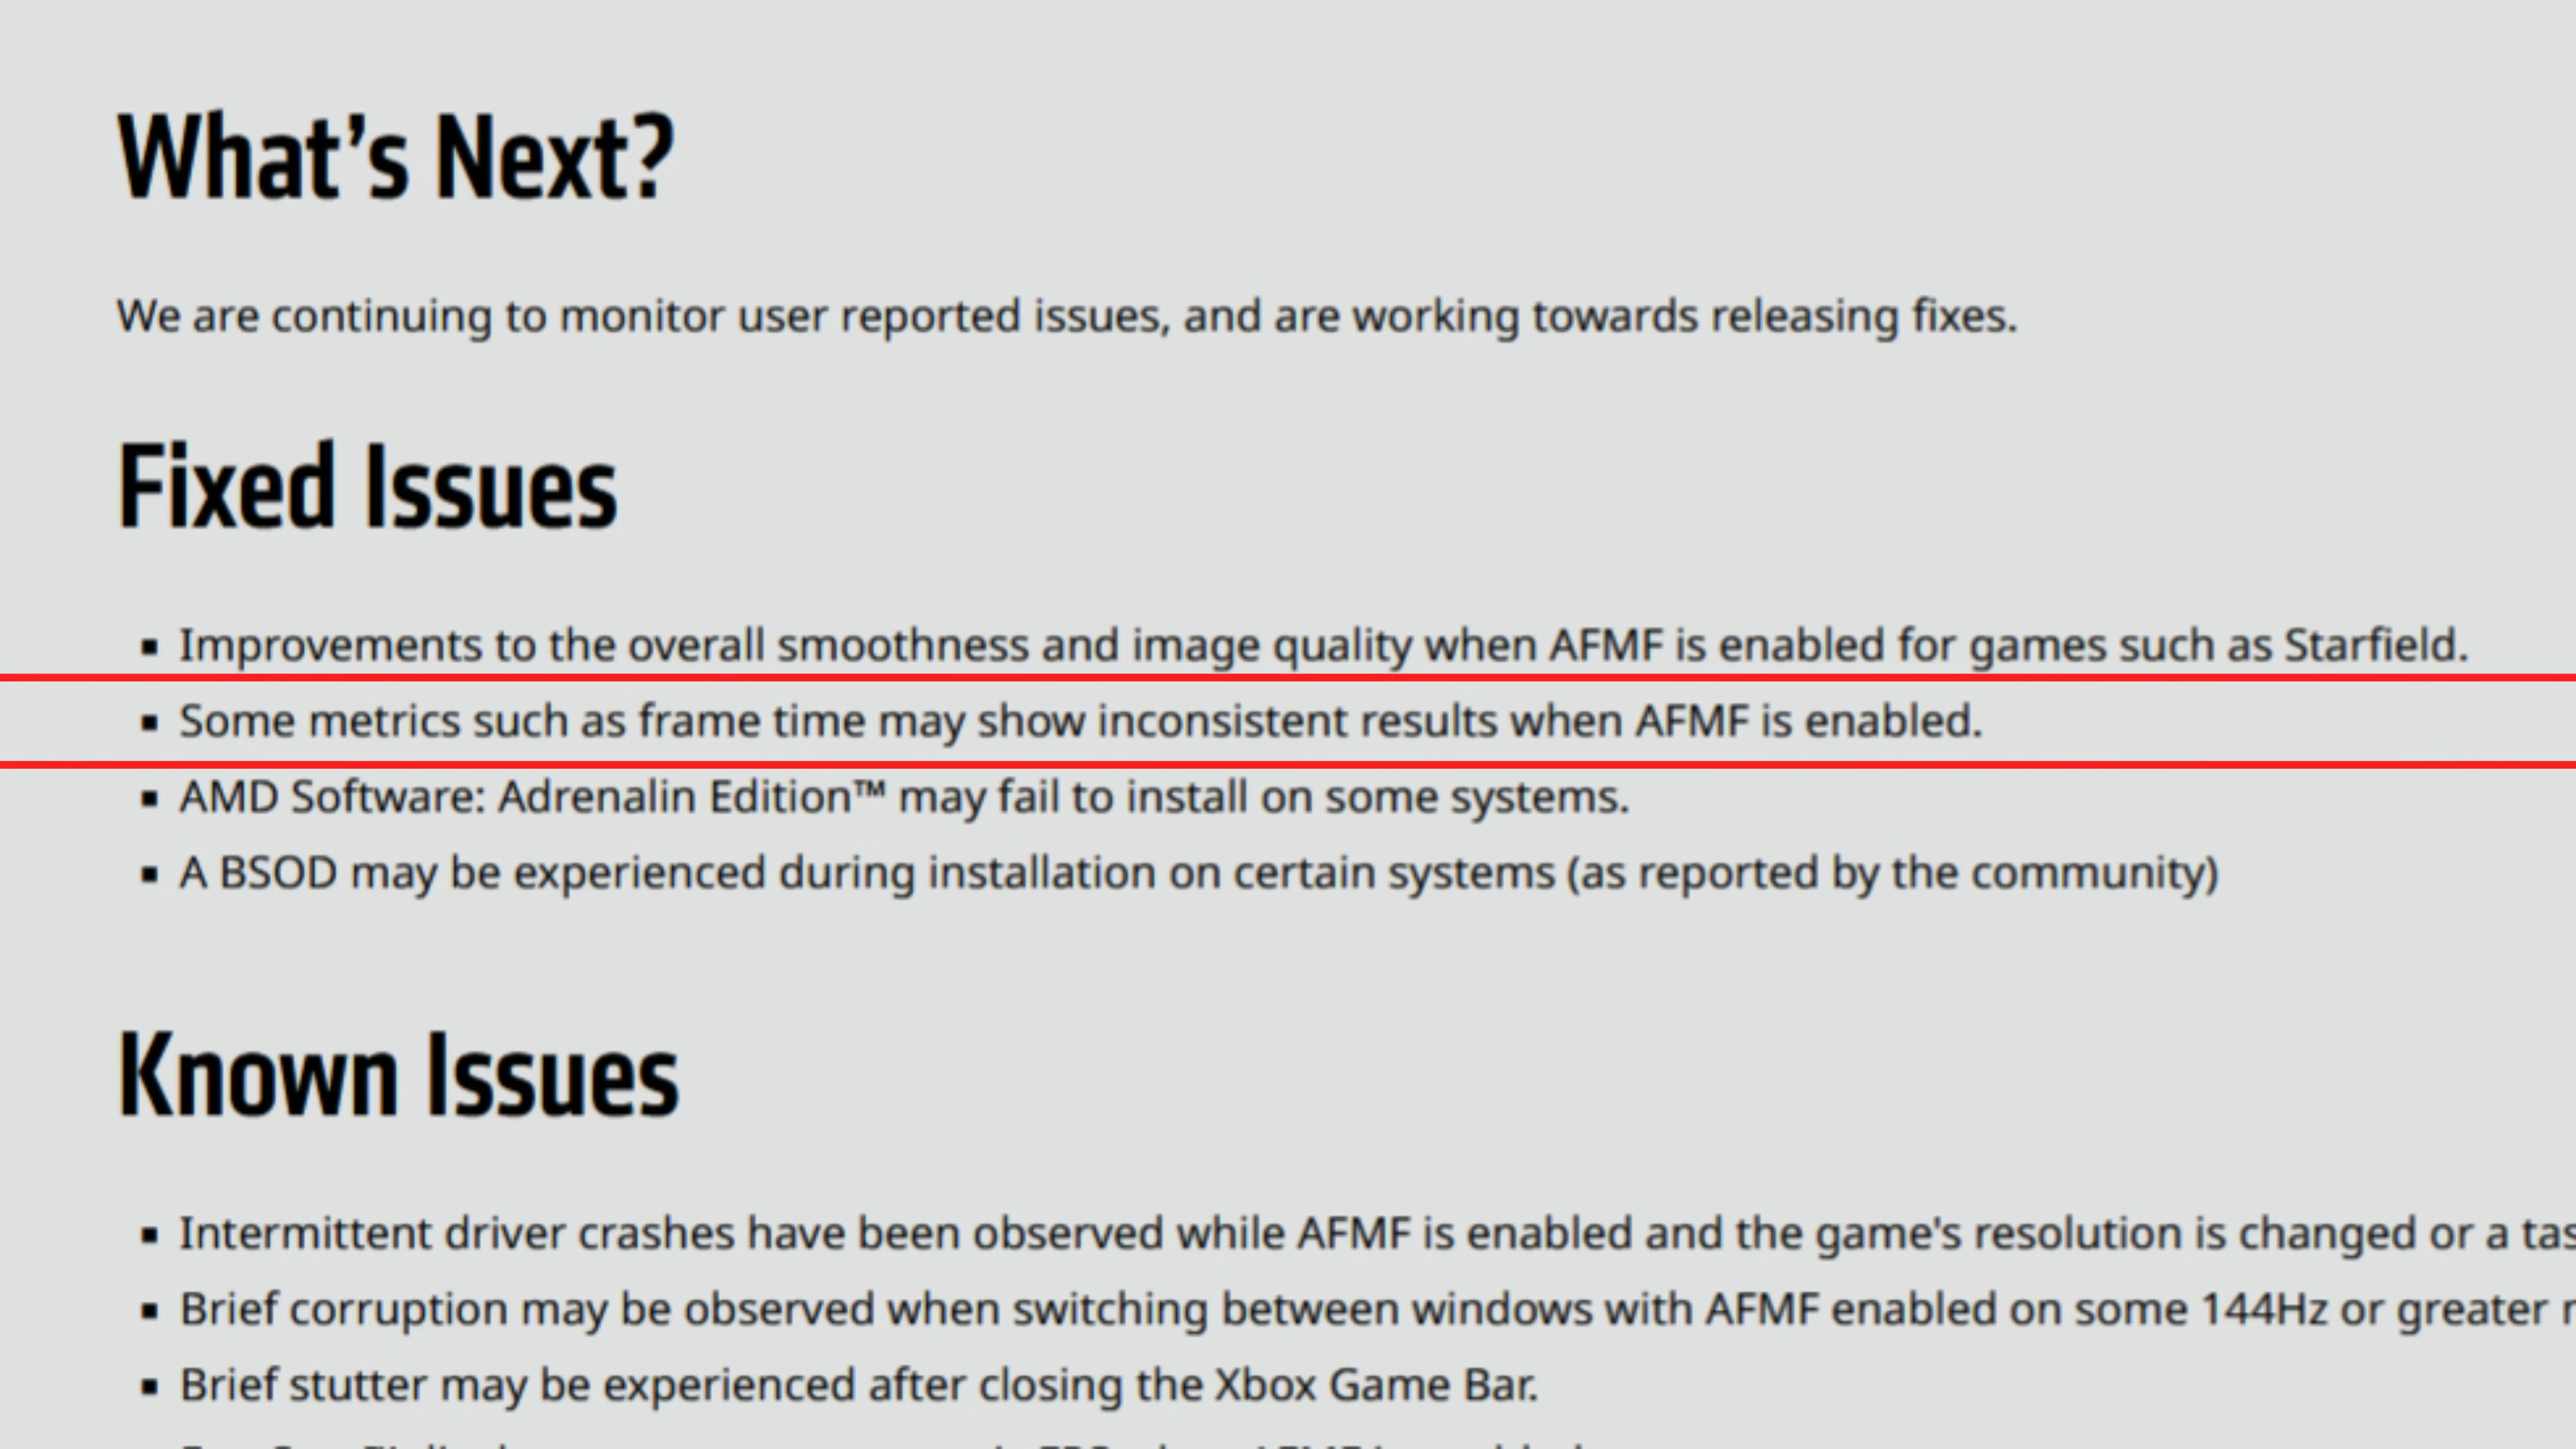 What’s Next?
We are continuing to monitor user reported issues, and are working towards releasing fixes.
Fixed Issues
▪ Improvements to the overall smoothness and image quality when AFMF is enabled for games such as Starfield.
▪ Some metrics such as frame time may show inconsistent results when AFMF is enabled.
▪ AMD Software: Adrenalin Edition™ may fail to install on some systems.
▪ A BSOD may be experienced during installation on certain systems (as reported by the community)
Known Issues
▪ Intermittent driver crashes have been observed while AFMF is enabled and the game's resolution is changed or a
▪ Brief corruption may be observed when switching between windows with AFMF enabled on some 144Hz or greater
▪ Brief stutter may be experienced after closing the Xbox Game Bar.